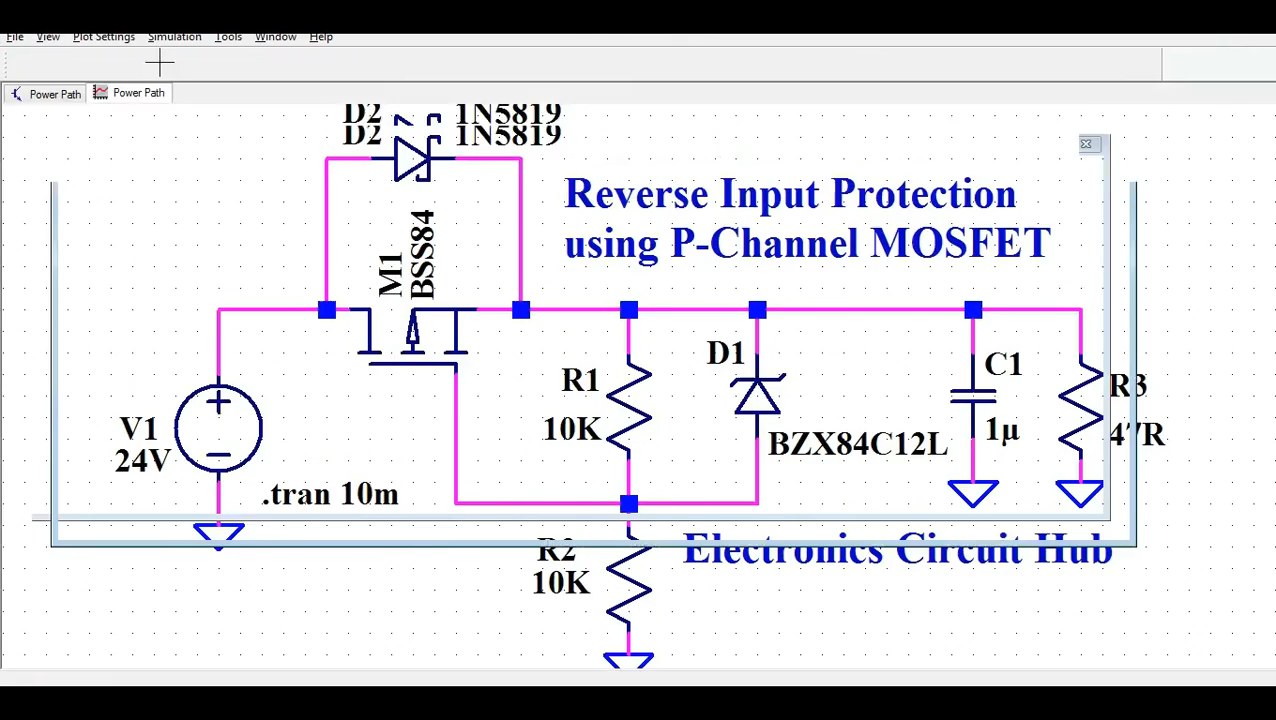 File View Plot Settings Simulation Tools Window Help
Power Path Power Path
D2 1N5819
D2 1N5819
Reverse Input Protection
using P-Channel MOSFET
M1
BSS84
D1
C1
R1
R3
V1
10K
1µ
47R
24V
BZX84C12L
.tran 10m
R2
Electronics Circuit Hub
10K